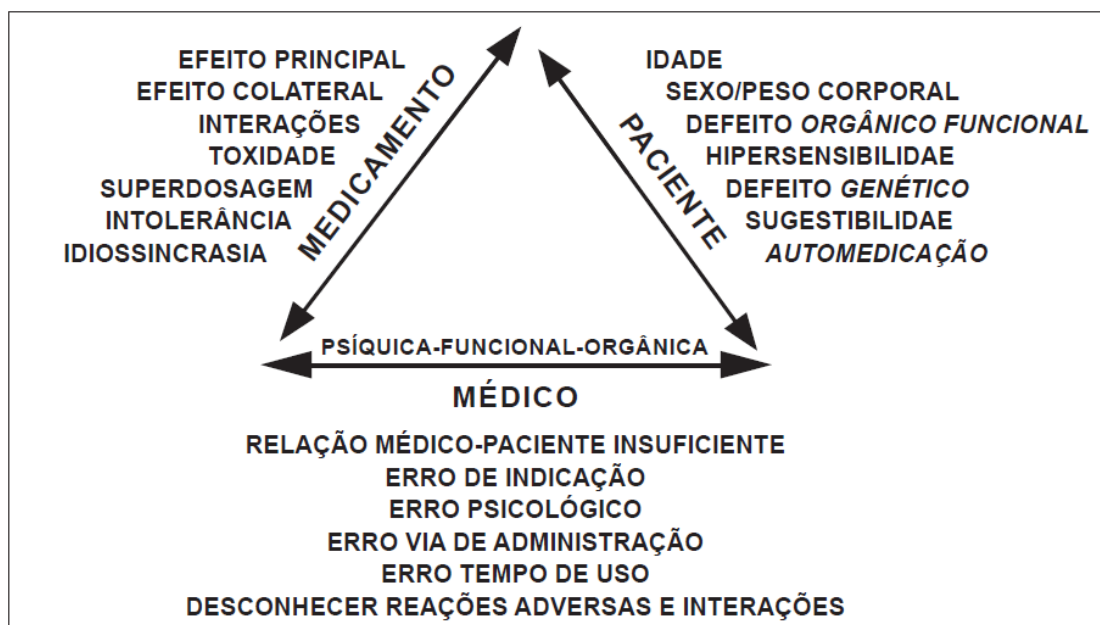 EFEITO PRINCIPAL
EFEITO COLATERAL
INTERAÇÕES
TOXIDADE
SUPERDOSAGEM
INTOLERÂNCIA
IDIOSSINCRASIA
MEDICAMENTO
IDADE
SEXO/PESO CORPORAL
DEFEITO ORGÂNICO FUNCIONAL
HIPERSENSIBILIDAE
DEFEITO GENÉTICO
SUGESTIBILIDAE
AUTOMEDICAÇÃO
PACIENTE
PSÍQUICA-FUNCIONAL-ORGÂNICA
MÉDICO
RELAÇÃO MÉDICO-PACIENTE INSUFICIENTE
ERRO DE INDICAÇÃO
ERRO PSICOLÓGICO
ERRO VIA DE ADMINISTRAÇÃO
ERRO TEMPO DE USO
DESCONHECER REAÇÕES ADVERSAS E INTERAÇÕES